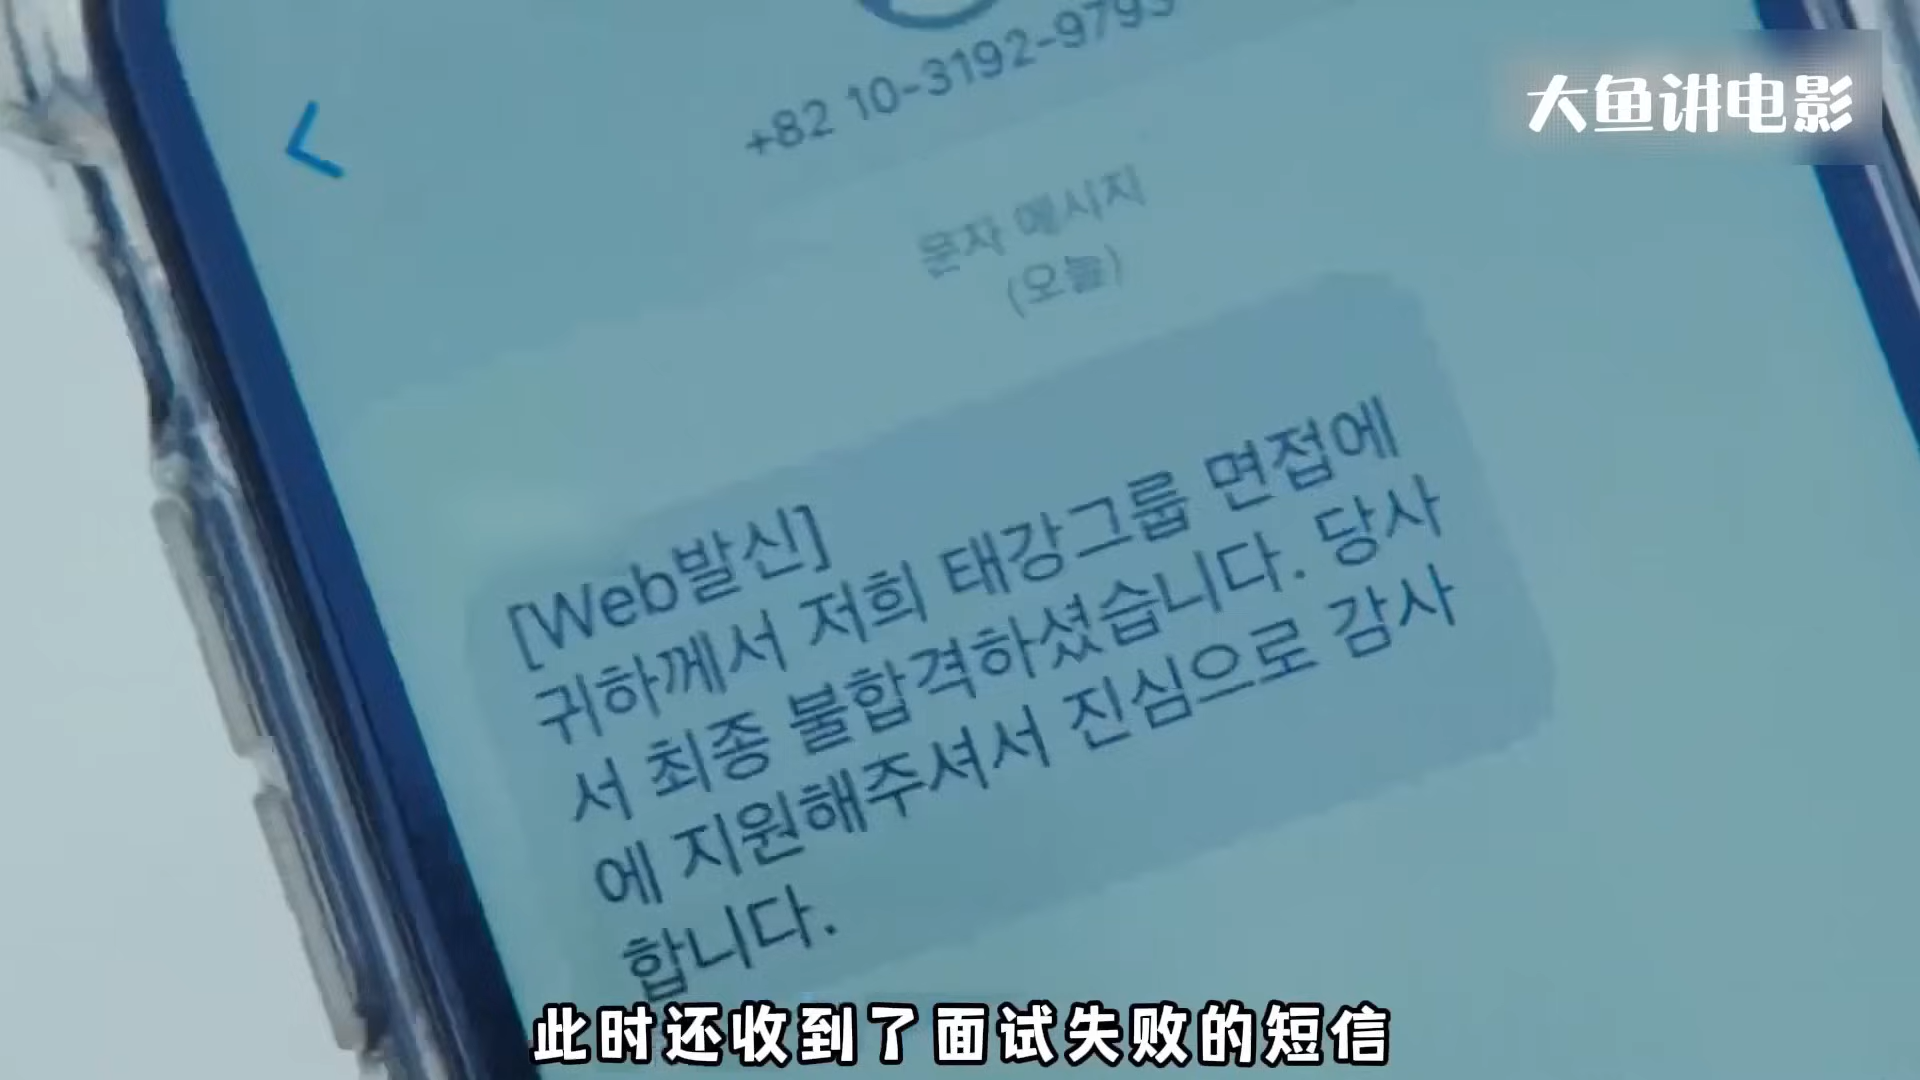 +82 10-3192-9793
大鱼讲电影
문자 메시지
(오늘)
[Web발신]
귀하께서 저희 태강그룹 면접에
서 최종 불합격하셨습니다. 당사
에 지원해주셔서 진심으로 감사
합니다.
此时还收到了面试失败的短信